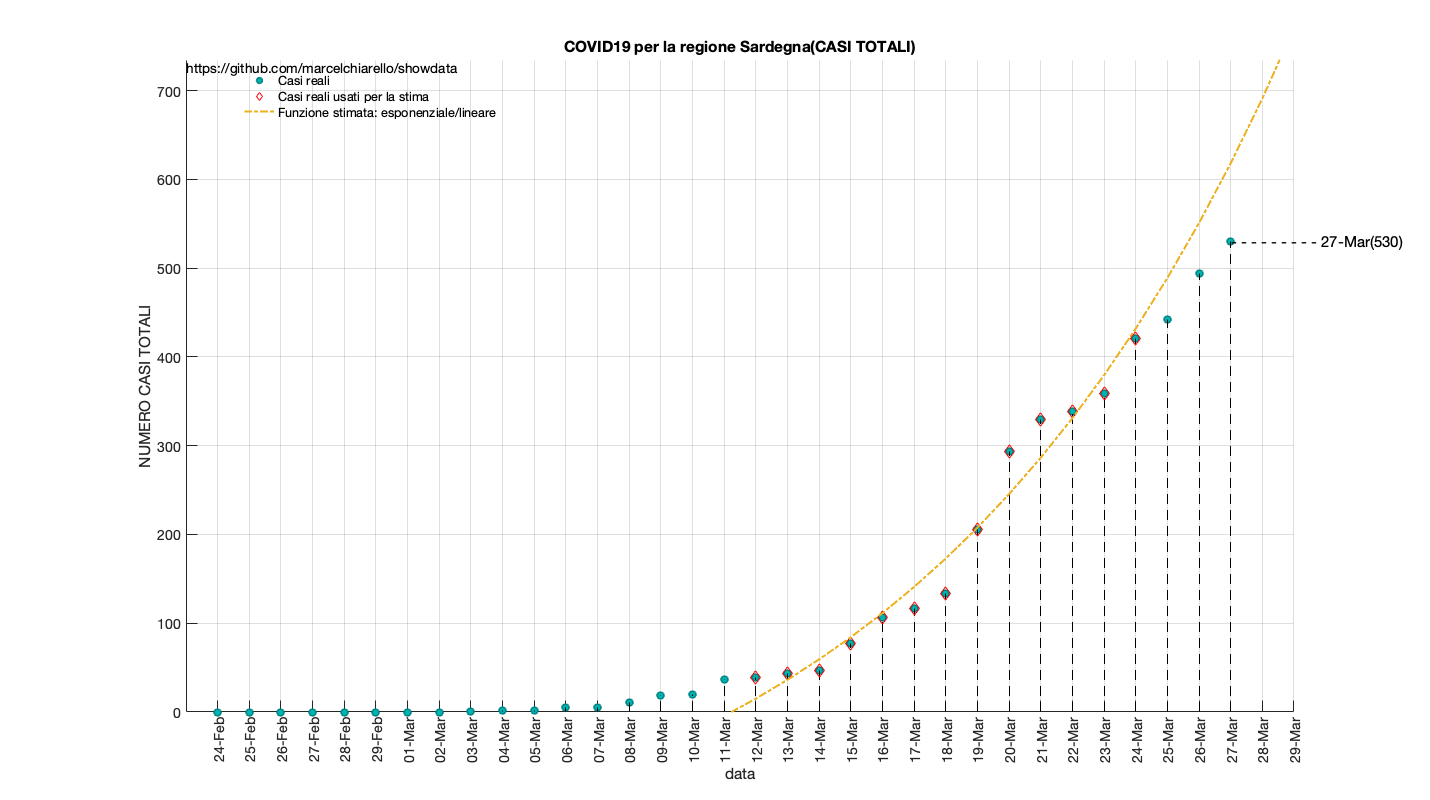 COVID19 per la regione Sardegna(CASI TOTALI)
https://github.com/marcelchiarello/showdata
Casi reali
Casi reali usati per la stima
Funzione stimata: esponenziale/lineare
NUMERO CASI TOTALI
700
600
500
400
300
200
100
0
27-Mar(530)
24-Feb
25-Feb
26-Feb
27-Feb
28-Feb
29-Feb
01-Mar
02-Mar
03-Mar
04-Mar
05-Mar
06-Mar
07-Mar
08-Mar
09-Mar
10-Mar
11-Mar
12-Mar
13-Mar
14-Mar
15-Mar
16-Mar
17-Mar
18-Mar
19-Mar
20-Mar
21-Mar
22-Mar
23-Mar
24-Mar
25-Mar
26-Mar
27-Mar
28-Mar
29-Mar
data